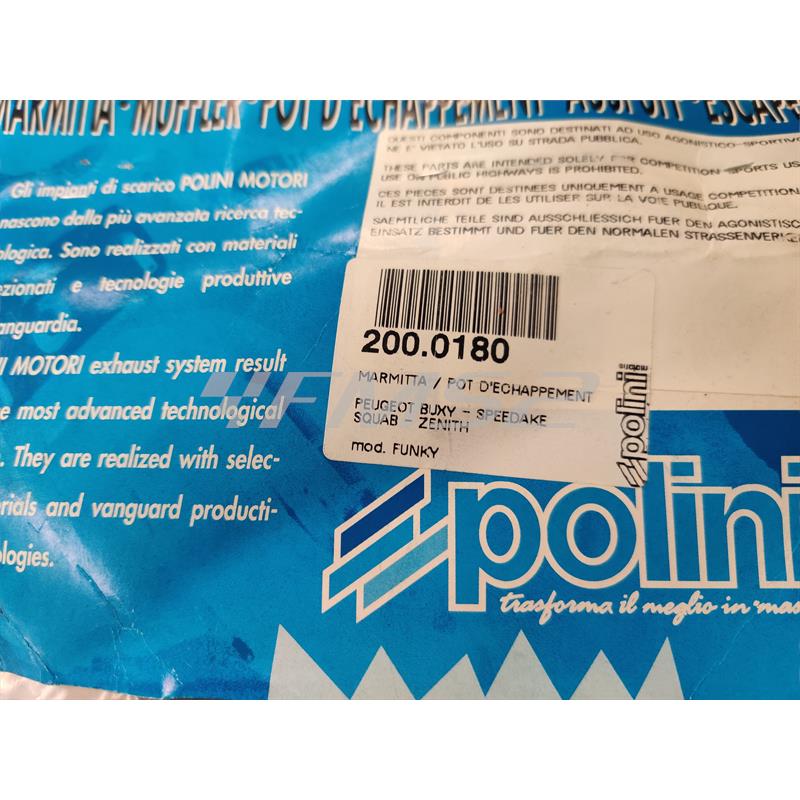 MARMITTA - MUFFLER - POT D'ECHAPPEMENT - AUSPUFF - ESCAPE
QUESTI COMPONENTI SONO DESTINATI AD USO AGONISTICO-SPORTIVO
NE E' VIETATO L'USO SU STRADA PUBBLICA.
THESE PARTS ARE INTENDED SOLELY FOR COMPETITION SPORTS US
USE ON PUBLIC HIGHWAYS IS PROHIBITED.
CES PIECES SONT DESTINEES UNIQUEMENT A USAGE COMPETITION
IL EST INTERDIT DE LES UTILISER SUR LA VOIE PUBLIQUE.
SAEMTLICHE TEILE SIND AUSSCHLIESSICH FUER DEN AGONISTISC
EINSATZ BESTIMMT UND FUER DEN NORMALEN STRASSENVERKE
Gli impianti di scarico POLINI MOTORI
nascono dalla più avanzata ricerca tec-
ologica. Sono realizzati con materiali
ezionati e tecnologie produttive
anguardia.
I MOTORI exhaust system result
e most advanced technological
. They are realized with selec-
rials and vanguard producti-
ologies.
200.0180
MARMITTA / POT D'ECHAPPEMENT
PEUGEOT BUXY - SPEEDAKE
SQUAB - ZENITH
mod. FUNKY
polini
motori
polini
trasforma il meglio in mas